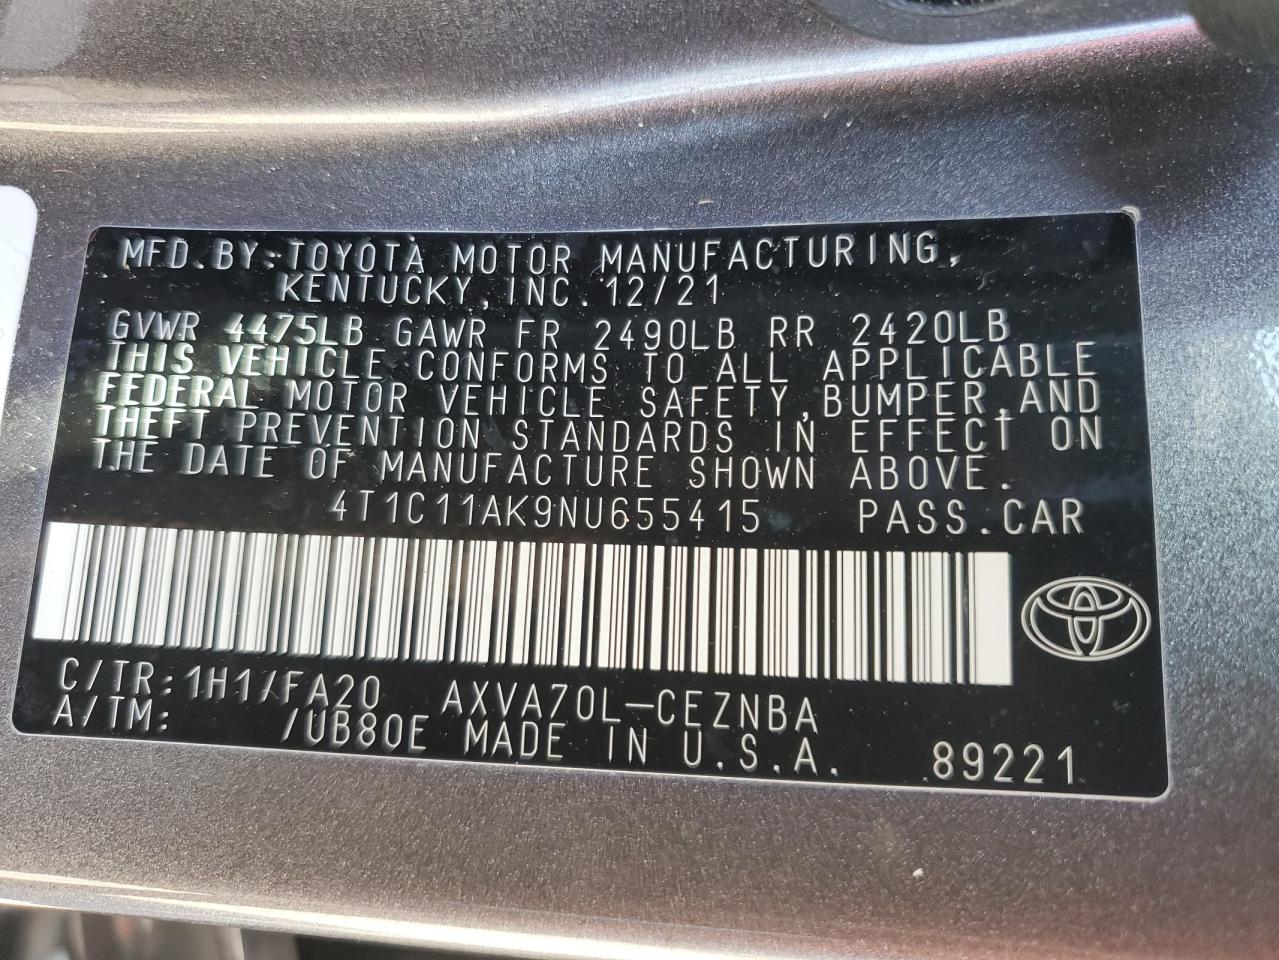 MFD.BY:TOYOTA MOTOR MANUFACTURING,
KENTUCKY,INC.12/21
GVWR 4475LB GAWR FR 2490LB RR 2420LB
THIS VEHICLE CONFORMS TO ALL APPLICABLE
FEDERAL MOTOR VEHICLE SAFETY,BUMPER,AND
THEFT PREVENTION STANDARDS IN EFFECT ON
THE DATE OF MANUFACTURE SHOWN ABOVE.
4T1C11AK9NU655415 PASS.CAR
C/TR:1H1/FA20 AXVA70L-CEZNBA
A/TM: /UB80E MADE IN U.S.A. 89221